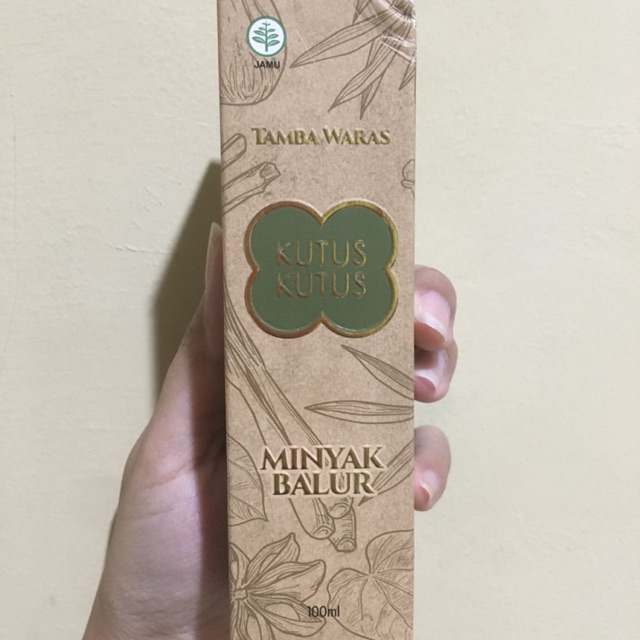 JAMU
TAMBA WARAS
KUTUS
KUTUS
MINYAK
BALUR
100ml